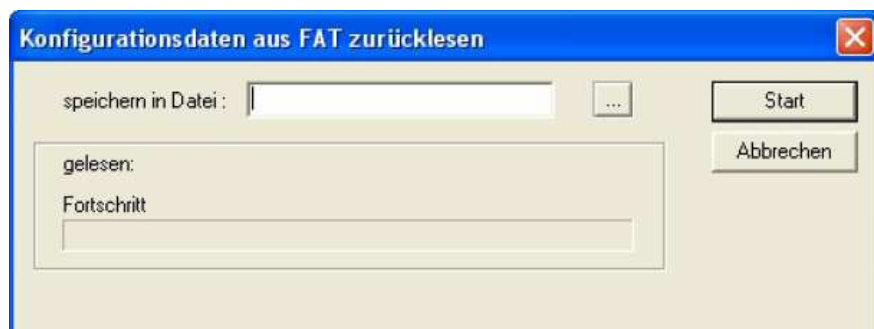 Konfigurationsdaten aus FAT zurücklesen
speichern in Datei :
...
Start
Abbrechen
gelesen:
Fortschritt